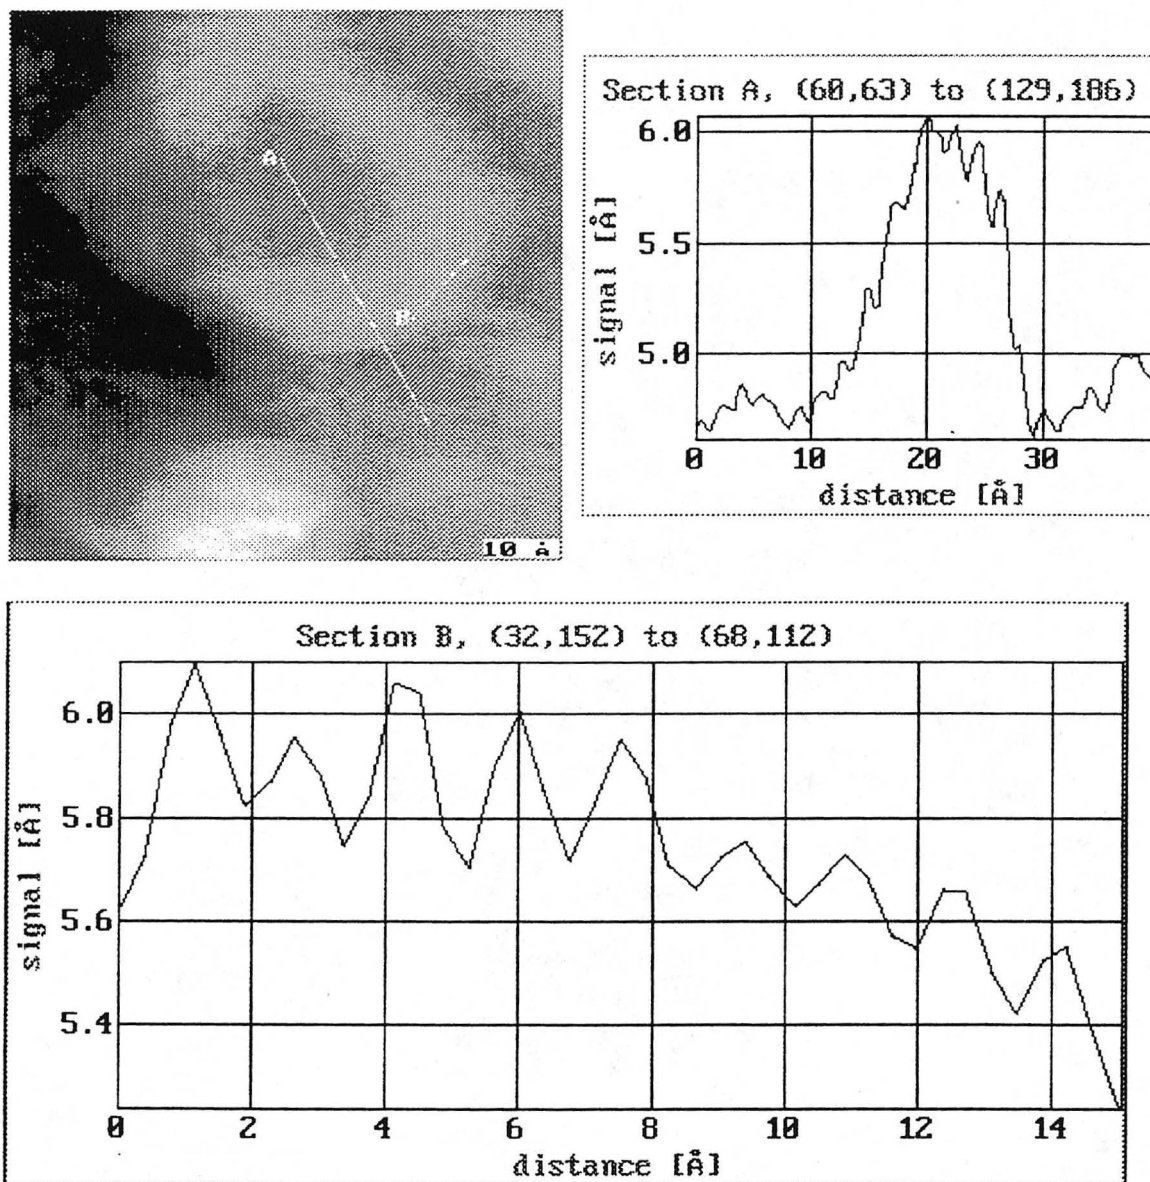 A
B
10 Å
Section A, (60,63) to (129,186)
6.0
5.5
5.0
signal [Å]
0 10 20 30
distance [Å]
Section B, (32,152) to (68,112)
6.0
5.8
5.6
5.4
signal [Å]
0 2 4 6 8 10 12 14
distance [Å]